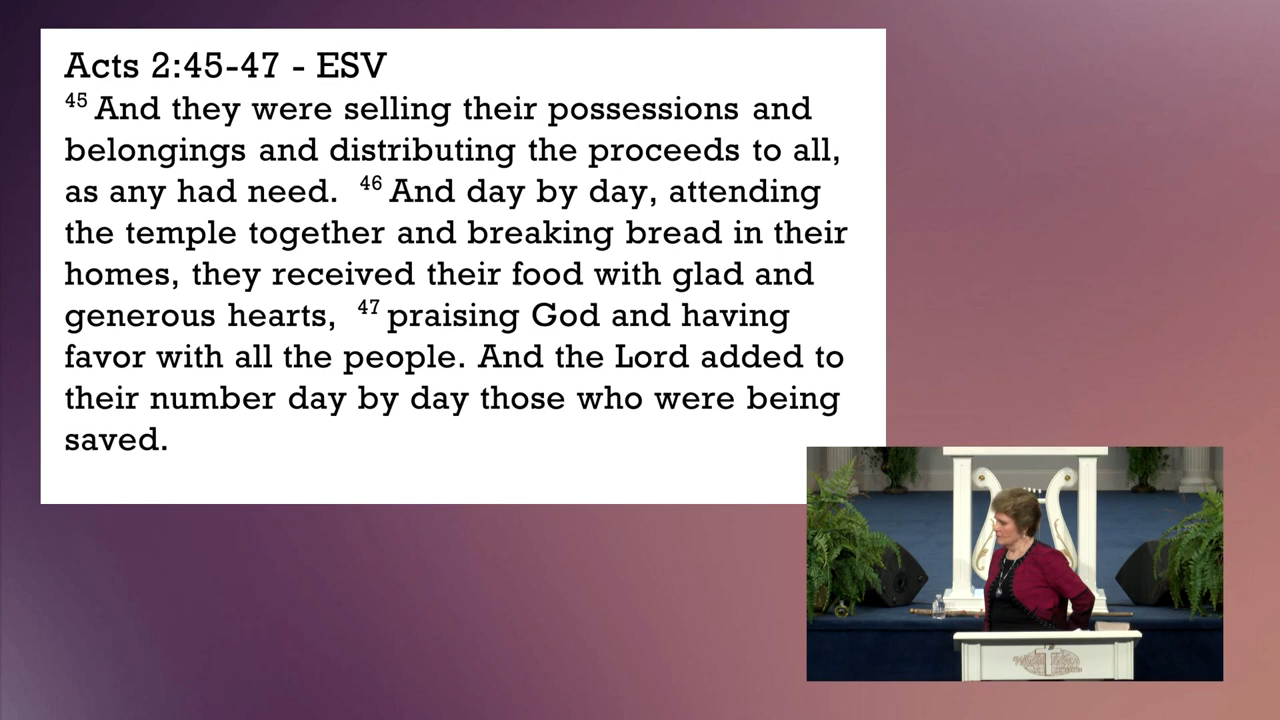 Acts 2:45-47 - ESV
45 And they were selling their possessions and
belongings and distributing the proceeds to all,
as any had need. 46 And day by day, attending
the temple together and breaking bread in their
homes, they received their food with glad and
generous hearts, 47 praising God and having
favor with all the people. And the Lord added to
their number day by day those who were being
saved.